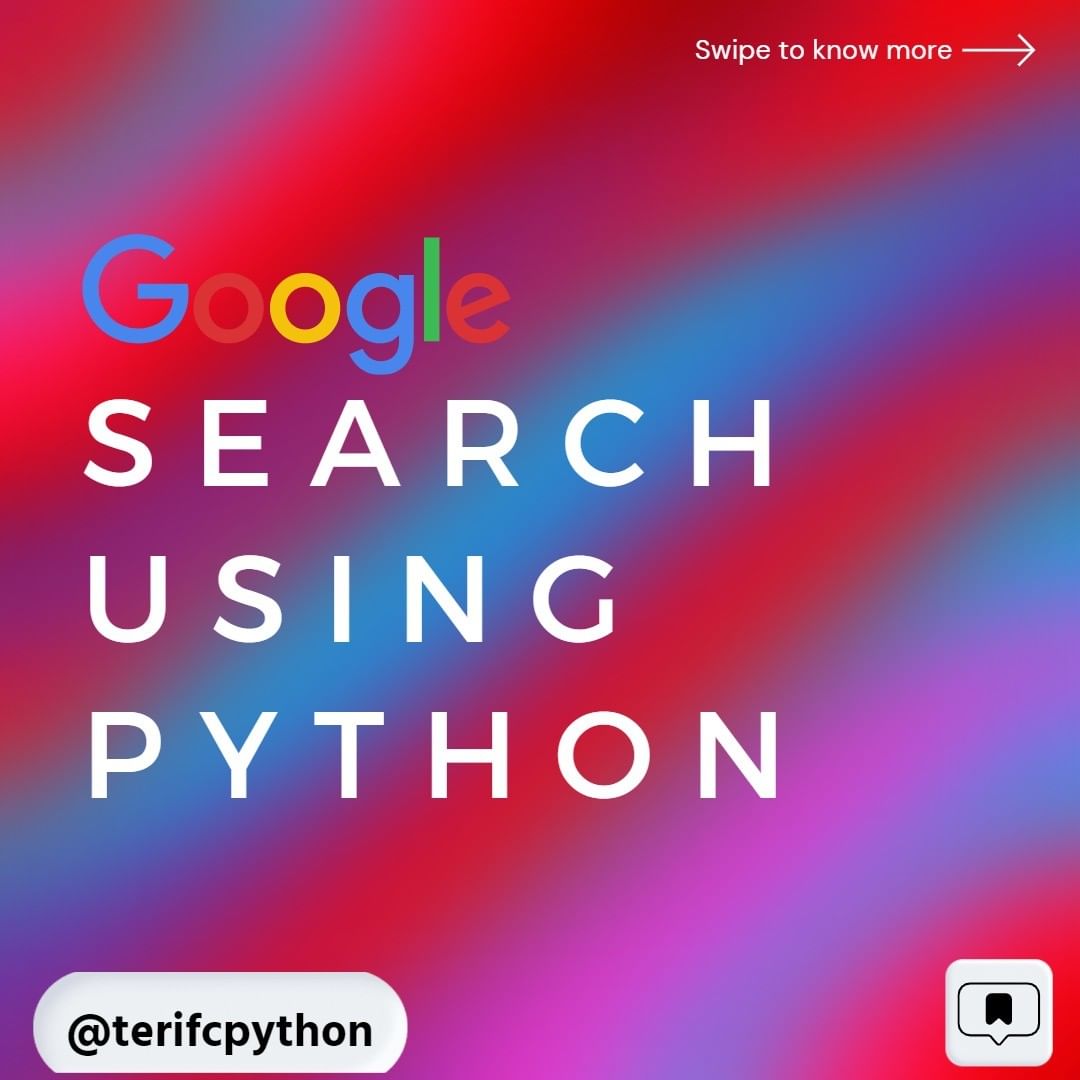 Swipe to know more
Google
SEARCH
USING
PYTHON
@terifcpython